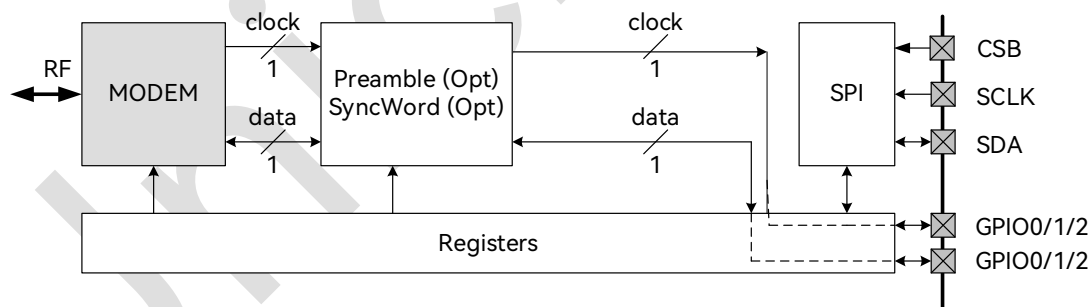 RF
MODEM
clock
1
data
1
Preamble (Opt)
SyncWord (Opt)
clock
1
data
1
SPI
CSB
SCLK
SDA
Registers
GPIO0/1/2
GPIO0/1/2